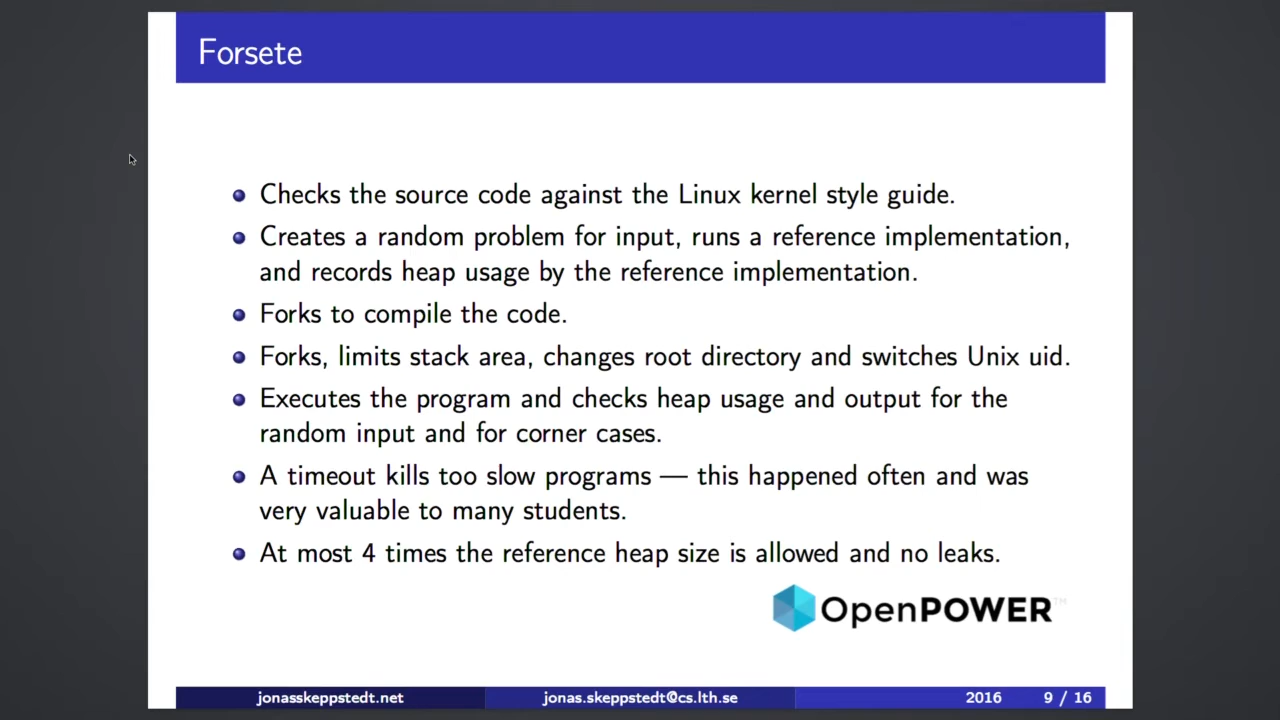 Forsete
Checks the source code against the Linux kernel style guide.
Creates a random problem for input, runs a reference implementation,
and records heap usage by the reference implementation.
Forks to compile the code.
Forks, limits stack area, changes root directory and switches Unix uid.
Executes the program and checks heap usage and output for the
random input and for corner cases.
A timeout kills too slow programs — this happened often and was
very valuable to many students.
At most 4 times the reference heap size is allowed and no leaks.
OpenPOWER™
jonasskeppstedt.net jonas.skeppstedt@cs.lth.se 2016 9 / 16